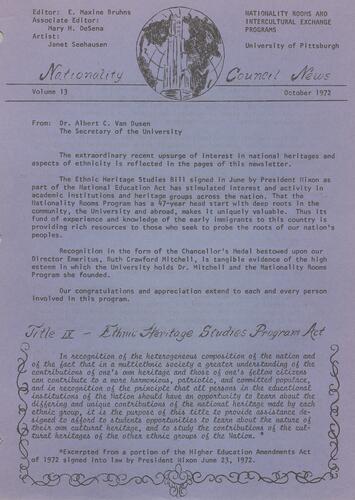 Editor: E. Maxine Bruhns
Associate Editor:
Mary H. DeSena
Artist:
Janet Seehausen
NATIONALITY ROOMS AND
INTERCULTURAL EXCHANGE
PROGRAMS
University of Pittsburgh
Nationality Council News
Volume 13 October 1972
From: Dr. Albert C. Van Dusen
The Secretary of the University
The extraordinary recent upsurge of interest in national heritages and
aspects of ethnicity is reflected in the pages of this newsletter.
The Ethnic Heritage Studies Bill signed in June by President Nixon as
part of the National Education Act has stimulated interest and activity in
academic institutions and heritage groups across the nation. That the
Nationality Rooms Program has a 47-year head start with deep roots in the
community, the University and abroad, makes it uniquely valuable. Thus its
fund of experience and knowledge of the early immigrants to this country is
providing rich resources to those who seek to probe the roots of our nation's
peoples.
Recognition in the form of the Chancellor's Medal bestowed upon our
Director Emeritus, Ruth Crawford Mitchell, is tangible evidence of the high
esteem in which the University holds Dr. Mitchell and the Nationality Rooms
Program she founded.
Our congratulations and appreciation extend to each and every person
involved in this program.
Title IX - Ethnic Heritage Studies Program Act
In recognition of the heterogeneous composition of the nation and
of the fact that in a multiethnic society a greater understanding of the
contributions of one's own heritage and those of one's fellow citizens
can contribute to a more harmonious, patriotic, and committed populace,
and in recognition of the principle that all persons in the educational
institutions of the Nation should have an opportunity to learn about the
differing and unique contributions of the national heritage made by each
ethnic group, it is the purpose of this title to provide assistance de-
signed to afford to students opportunities to learn about the nature of
their own cultural heritage, and to study the contributions of the cul-
tural heritages of the other ethnic groups of the Nation. *
*Excerpted from a portion of the Higher Education Amendments Act
of 1972 signed into law by President Nixon June 23, 1972.